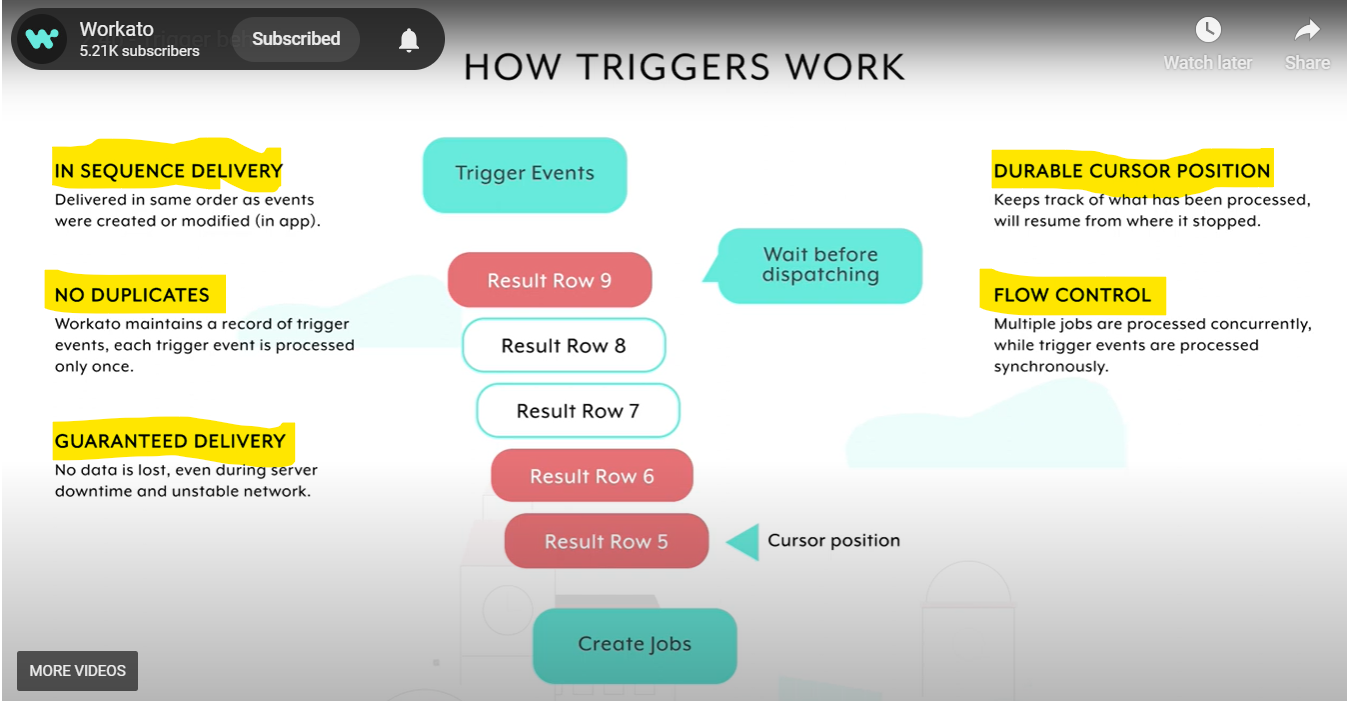 Workato
5.21K subscribers
Subscribed
Watch later
Share
HOW TRIGGERS WORK
IN SEQUENCE DELIVERY
Delivered in same order as events
were created or modified (in app).
NO DUPLICATES
Workato maintains a record of trigger
events, each trigger event is processed
only once.
GUARANTEED DELIVERY
No data is lost, even during server
downtime and unstable network.
Trigger Events
Wait before
dispatching
Result Row 9
Result Row 8
Result Row 7
Result Row 6
Result Row 5
Cursor position
Create Jobs
DURABLE CURSOR POSITION
Keeps track of what has been processed,
will resume from where it stopped.
FLOW CONTROL
Multiple jobs are processed concurrently,
while trigger events are processed
synchronously.
MORE VIDEOS